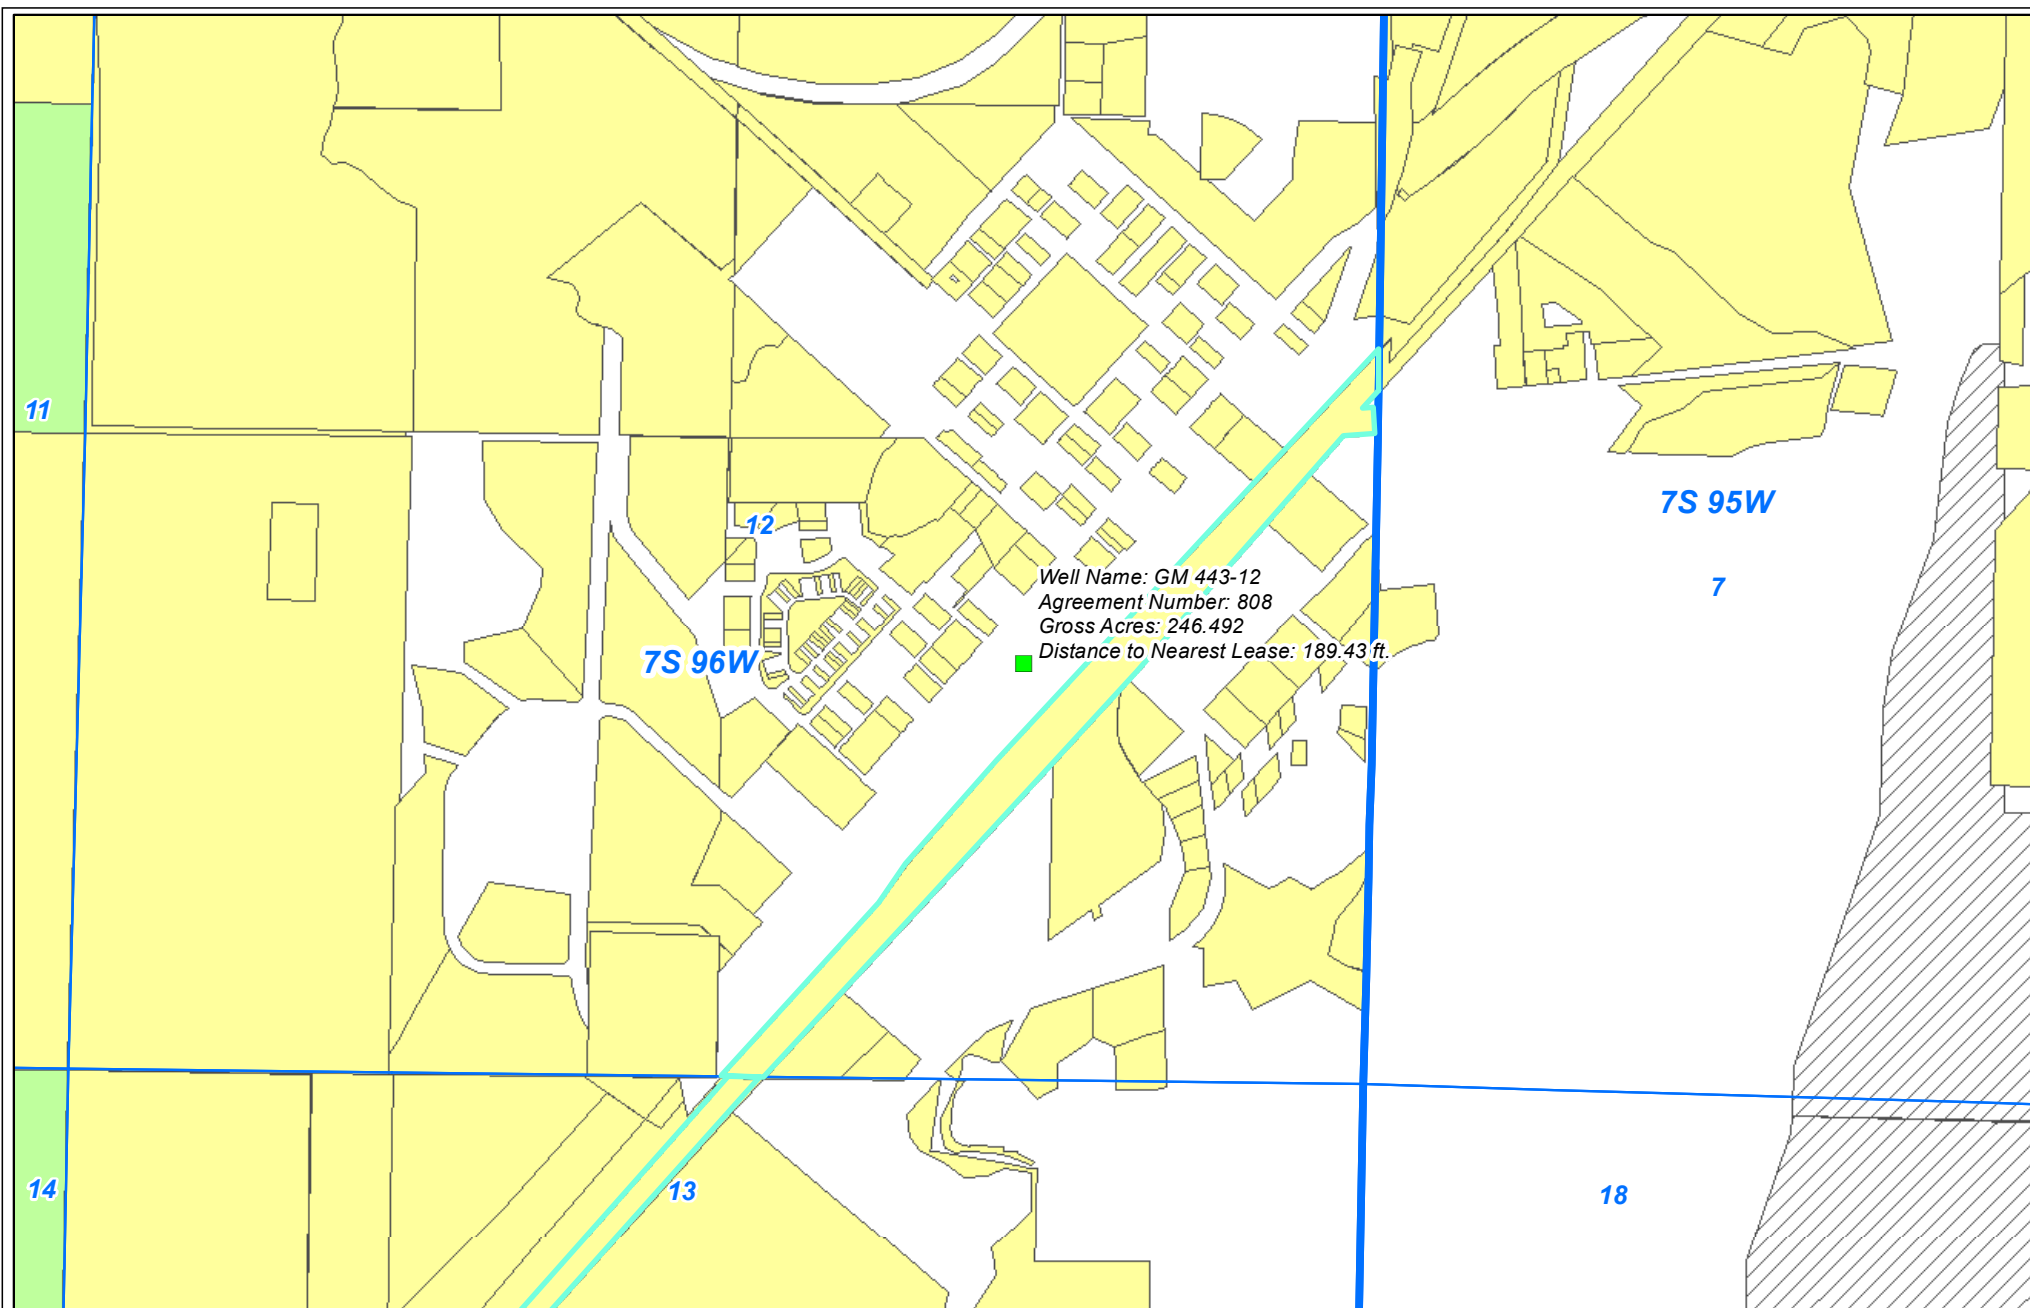 11
7S 95W
12
Well Name: GM 443-12
Agreement Number: 808
7
Gross Acres: 246.492
Distance to Nearest Lease: 189.43 ft.
7S 96W
14
13
18